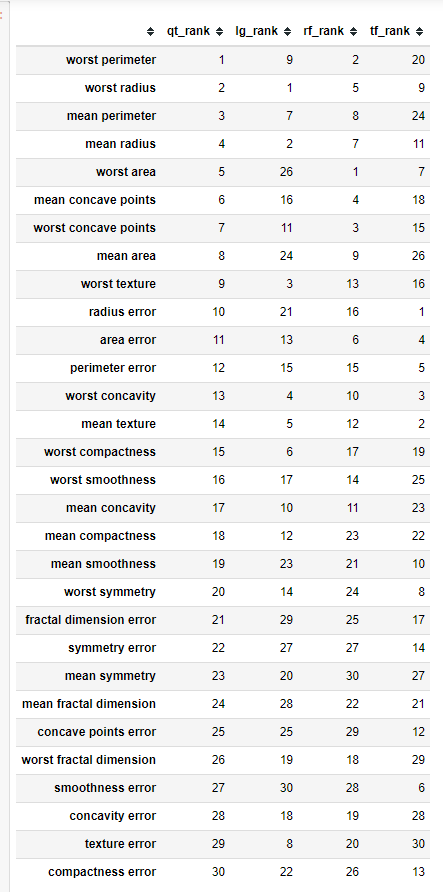 qt_rank lg_rank rf_rank tf_rank
worst perimeter 1 9 2 20
worst radius 2 1 5 9
mean perimeter 3 7 8 24
mean radius 4 2 7 11
worst area 5 26 1 7
mean concave points 6 16 4 18
worst concave points 7 11 3 15
mean area 8 24 9 26
worst texture 9 3 13 16
radius error 10 21 16 1
area error 11 13 6 4
perimeter error 12 15 15 5
worst concavity 13 4 10 3
mean texture 14 5 12 2
worst compactness 15 6 17 19
worst smoothness 16 17 14 25
mean concavity 17 10 11 23
mean compactness 18 12 23 22
mean smoothness 19 23 21 10
worst symmetry 20 14 24 8
fractal dimension error 21 29 25 17
symmetry error 22 27 27 14
mean symmetry 23 20 30 27
mean fractal dimension 24 28 22 21
concave points error 25 25 29 12
worst fractal dimension 26 19 18 29
smoothness error 27 30 28 6
concavity error 28 18 19 28
texture error 29 8 20 30
compactness error 30 22 26 13